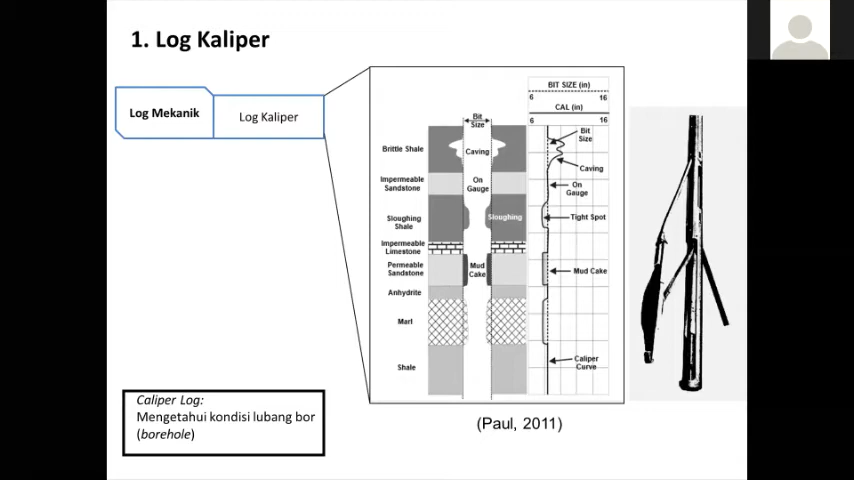 1. Log Kaliper
Log Mekanik
Log Kaliper
BIT SIZE (in)
6 16
CAL (in)
6 16
Bit
Size
Brittle Shale
Caving
Bit
Size
Caving
Impermeable
Sandstone
On
Gauge
On
Gauge
Sloughing
Shale
Sloughing
Tight Spot
Impermeable
Limestone
Permeable
Sandstone
Mud
Cake
Mud Cake
Anhydrite
Marl
Shale
Caliper
Curve
Caliper Log:
Mengetahui kondisi lubang bor
(borehole)
(Paul, 2011)